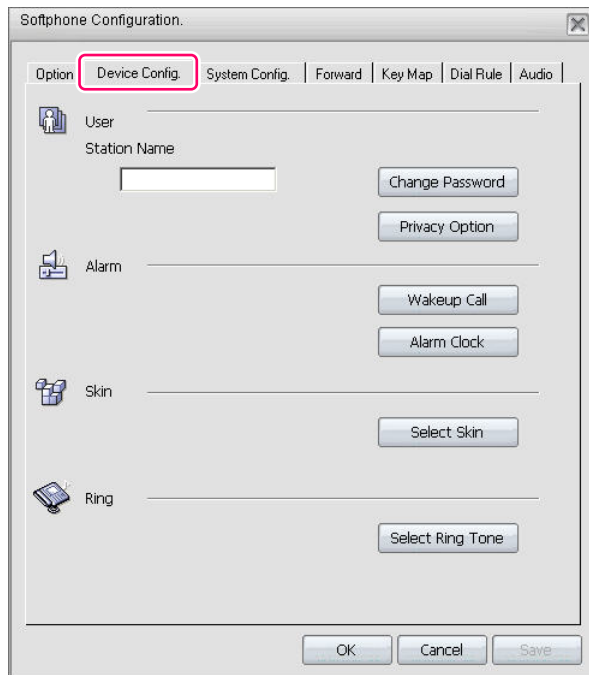 Softphone Configuration.
Option Device Config. System Config. Forward Key Map Dial Rule Audio
User
Station Name
Change Password
Privacy Option
Alarm
Wakeup Call
Alarm Clock
Skin
Select Skin
Ring
Select Ring Tone
OK Cancel Save